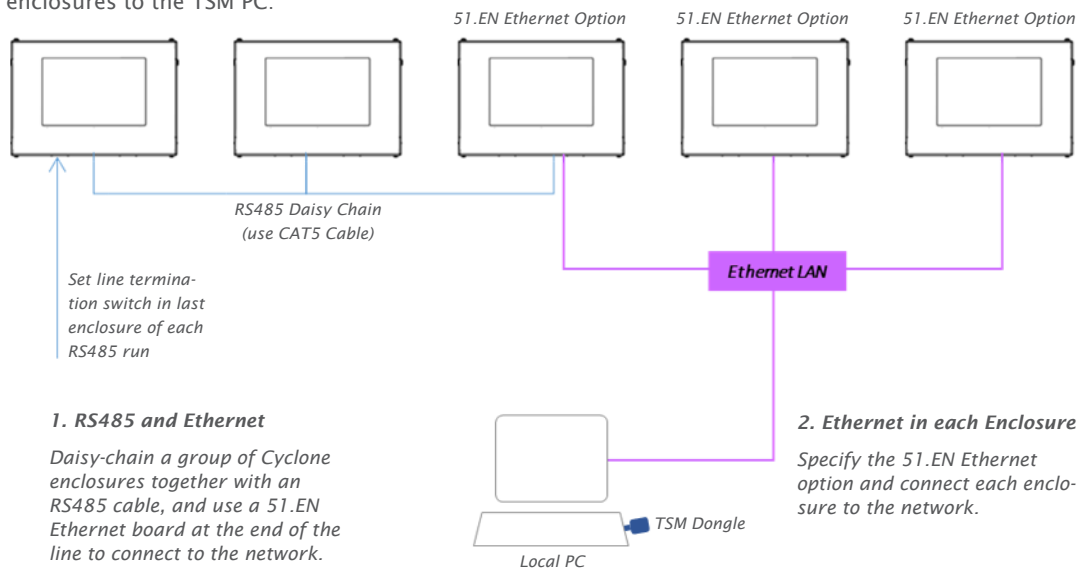 enclosures to the TSM PC.
51.EN Ethernet Option
51.EN Ethernet Option
51.EN Ethernet Option
RS485 Daisy Chain
(use CAT5 Cable)
Ethernet LAN
Set line termina-
tion switch in last
enclosure of each
RS485 run
1. RS485 and Ethernet
Daisy-chain a group of Cyclone
enclosures together with an
RS485 cable, and use a 51.EN
Ethernet board at the end of the
line to connect to the network.
2. Ethernet in each Enclosure
Specify the 51.EN Ethernet
option and connect each enclo-
sure to the network.
TSM Dongle
Local PC